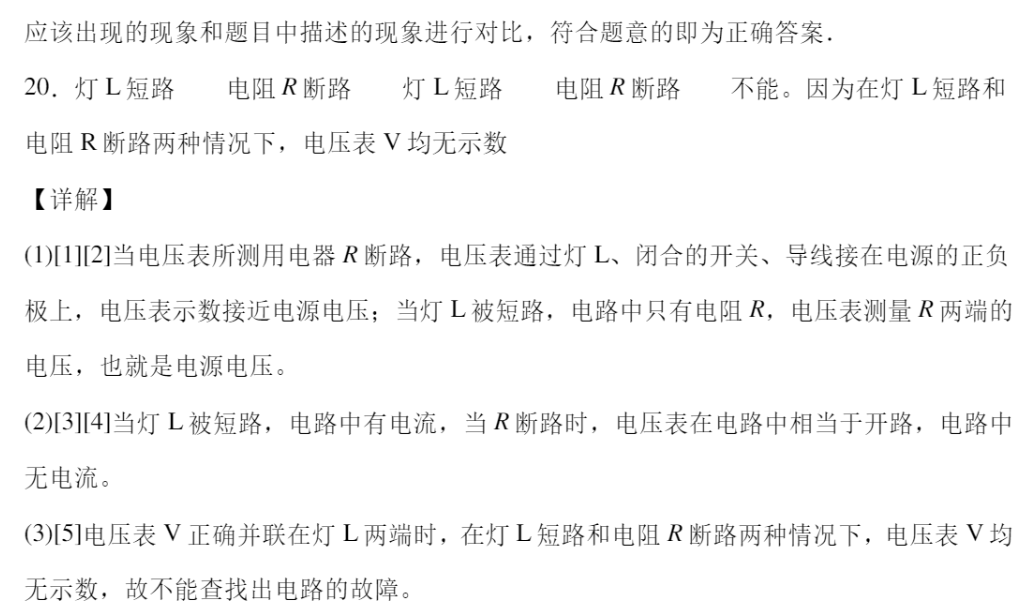 应该出现的现象和题目中描述的现象进行对比，符合题意的即为正确答案．
20．灯 L 短路 电阻 R 断路 灯 L 短路 电阻 R 断路 不能。因为在灯 L 短路和
电阻 R 断路两种情况下，电压表 V 均无示数
【详解】
(1)[1][2]当电压表所测用电器 R 断路，电压表通过灯 L、闭合的开关、导线接在电源的正负
极上，电压表示数接近电源电压；当灯 L 被短路，电路中只有电阻 R，电压表测量 R 两端的
电压，也就是电源电压。
(2)[3][4]当灯 L 被短路，电路中有电流，当 R 断路时，电压表在电路中相当于开路，电路中
无电流。
(3)[5]电压表 V 正确并联在灯 L 两端时，在灯 L 短路和电阻 R 断路两种情况下，电压表 V 均
无示数，故不能查找出电路的故障。